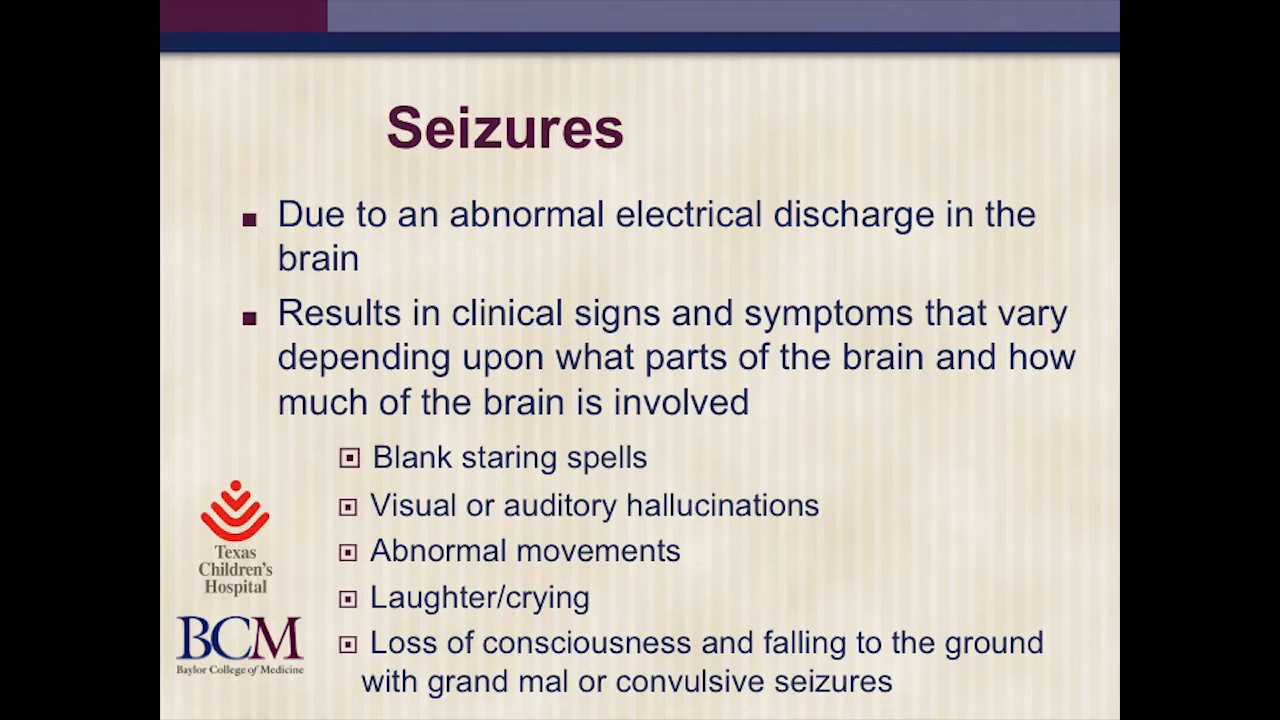 Seizures
Due to an abnormal electrical discharge in the
brain
Results in clinical signs and symptoms that vary
depending upon what parts of the brain and how
much of the brain is involved
Blank staring spells
Visual or auditory hallucinations
Abnormal movements
Laughter/crying
Loss of consciousness and falling to the ground
with grand mal or convulsive seizures
Texas
Children's
Hospital
BCM
Baylor College of Medicine